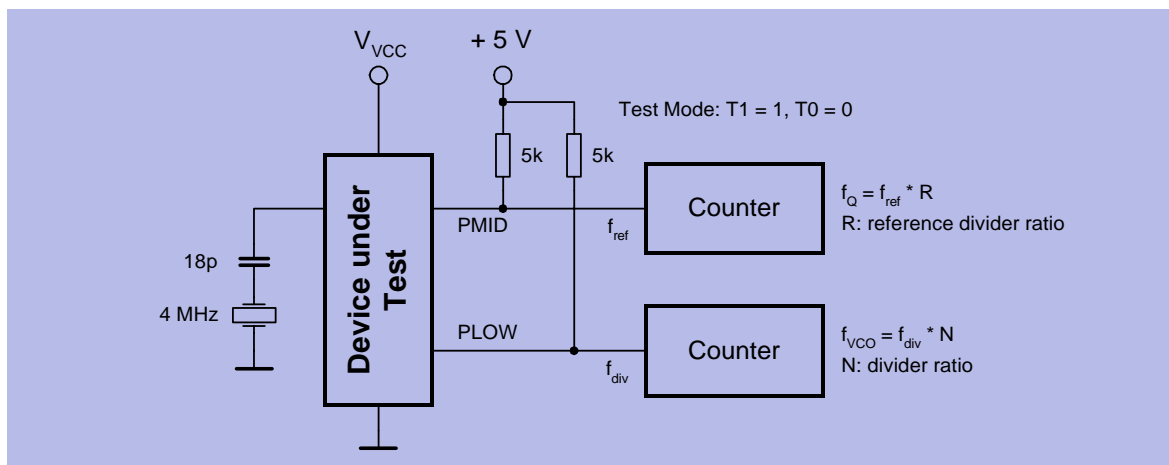 V_VCC
+ 5 V
Test Mode: T1 = 1, T0 = 0
5k
5k
Device under
Test
Counter
f_Q = f_ref * R
R: reference divider ratio
PMID
f_ref
18p
4 MHz
PLOW
Counter
f_VCO = f_div * N
N: divider ratio
f_div